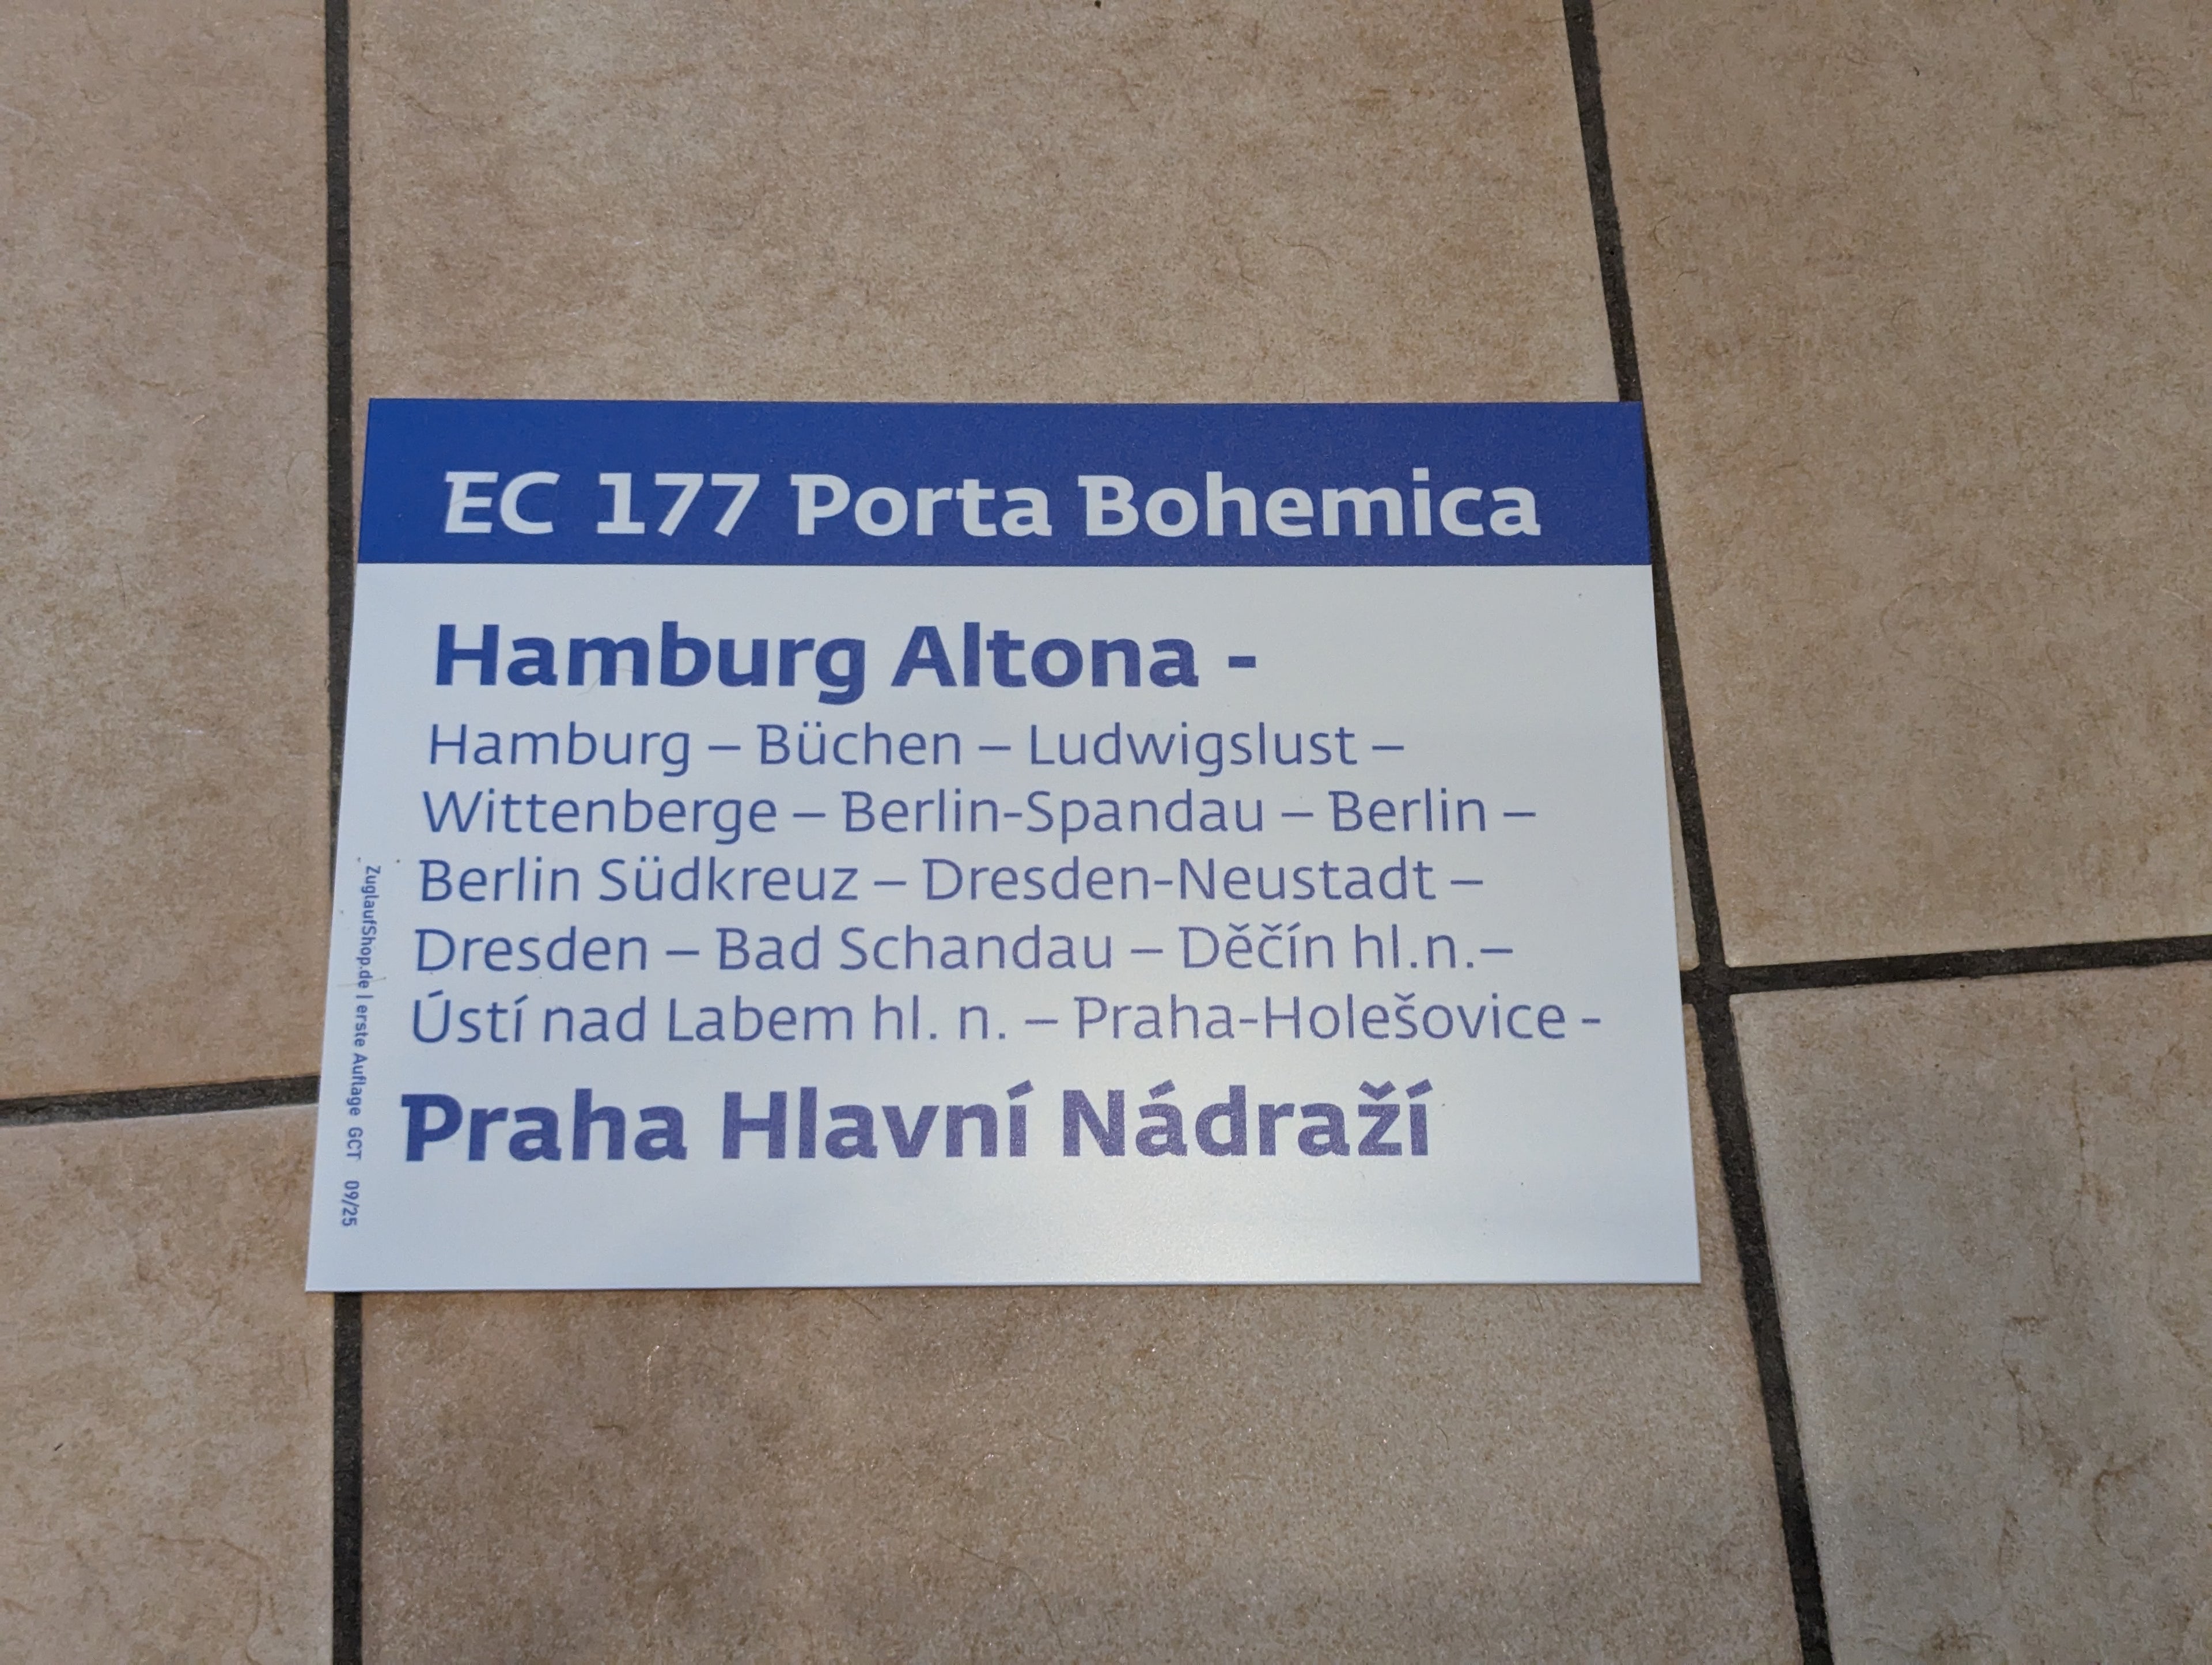 EC 177 Porta Bohemica
Hamburg Altona -
Hamburg – Büchen – Ludwigslust –
Wittenberge – Berlin-Spandau – Berlin –
Berlin Südkreuz – Dresden-Neustadt –
Dresden – Bad Schandau – Děčín hl.n.–
Ústí nad Labem hl. n. – Praha-Holešovice -
Praha Hlavní Nádraží
ZuglaufShop.de | erste Auflage GCT 09/25